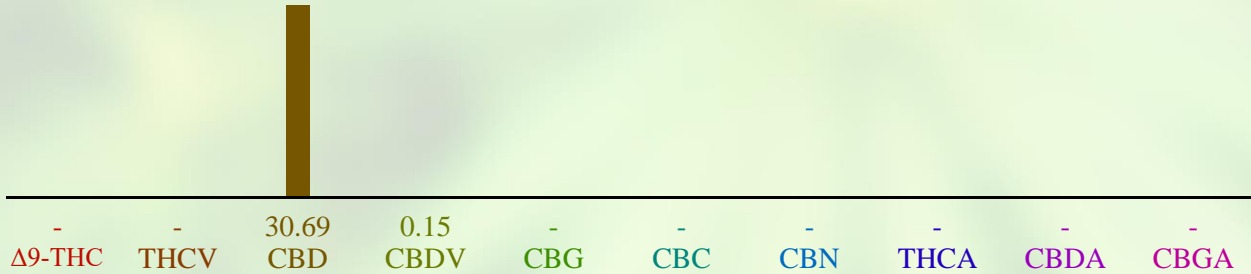 - - 30.69 0.15 - - - - - -
Δ9-THC THCV CBD CBDV CBG CBC CBN THCA CBDA CBGA